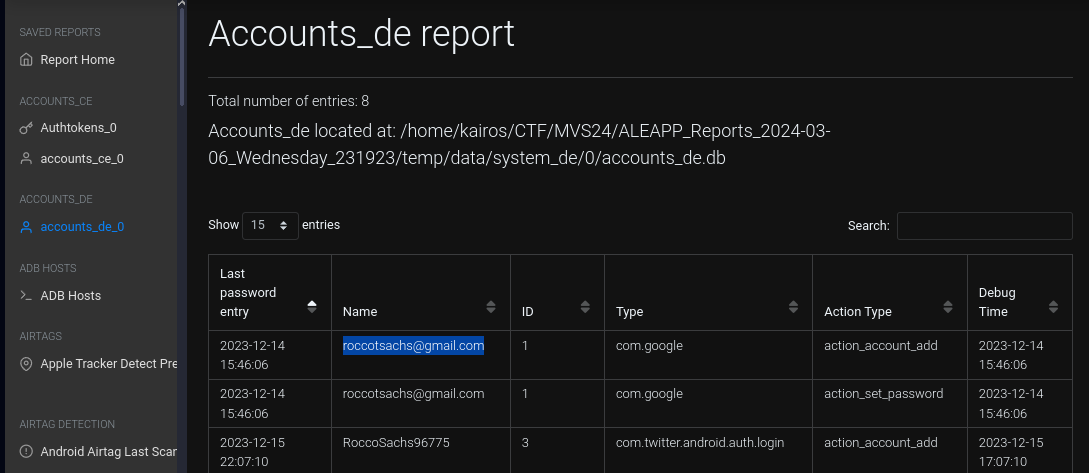 SAVED REPORTS
Report Home
ACCOUNTS_CE
Authtokens_0
accounts_ce_0
ACCOUNTS_DE
accounts_de_0
ADB HOSTS
ADB Hosts
AIRTAGS
Apple Tracker Detect Pre
AIRTAG DETECTION
Android Airtag Last Scan
Accounts_de report
Total number of entries: 8
Accounts_de located at: /home/kairos/CTF/MVS24/ALEAPP_Reports_2024-03-
06_Wednesday_231923/temp/data/system_de/0/accounts_de.db
Show 15 entries
Search:
Last
password
entry
Name
ID
Type
Action Type
Debug
Time
2023-12-14
15:46:06
roccotsachs@gmail.com
1
com.google
action_account_add
2023-12-14
15:46:06
2023-12-14
15:46:06
roccotsachs@gmail.com
1
com.google
action_set_password
2023-12-14
15:46:06
2023-12-15
22:07:10
RoccoSachs96775
3
com.twitter.android.auth.login
action_account_add
2023-12-15
17:07:10